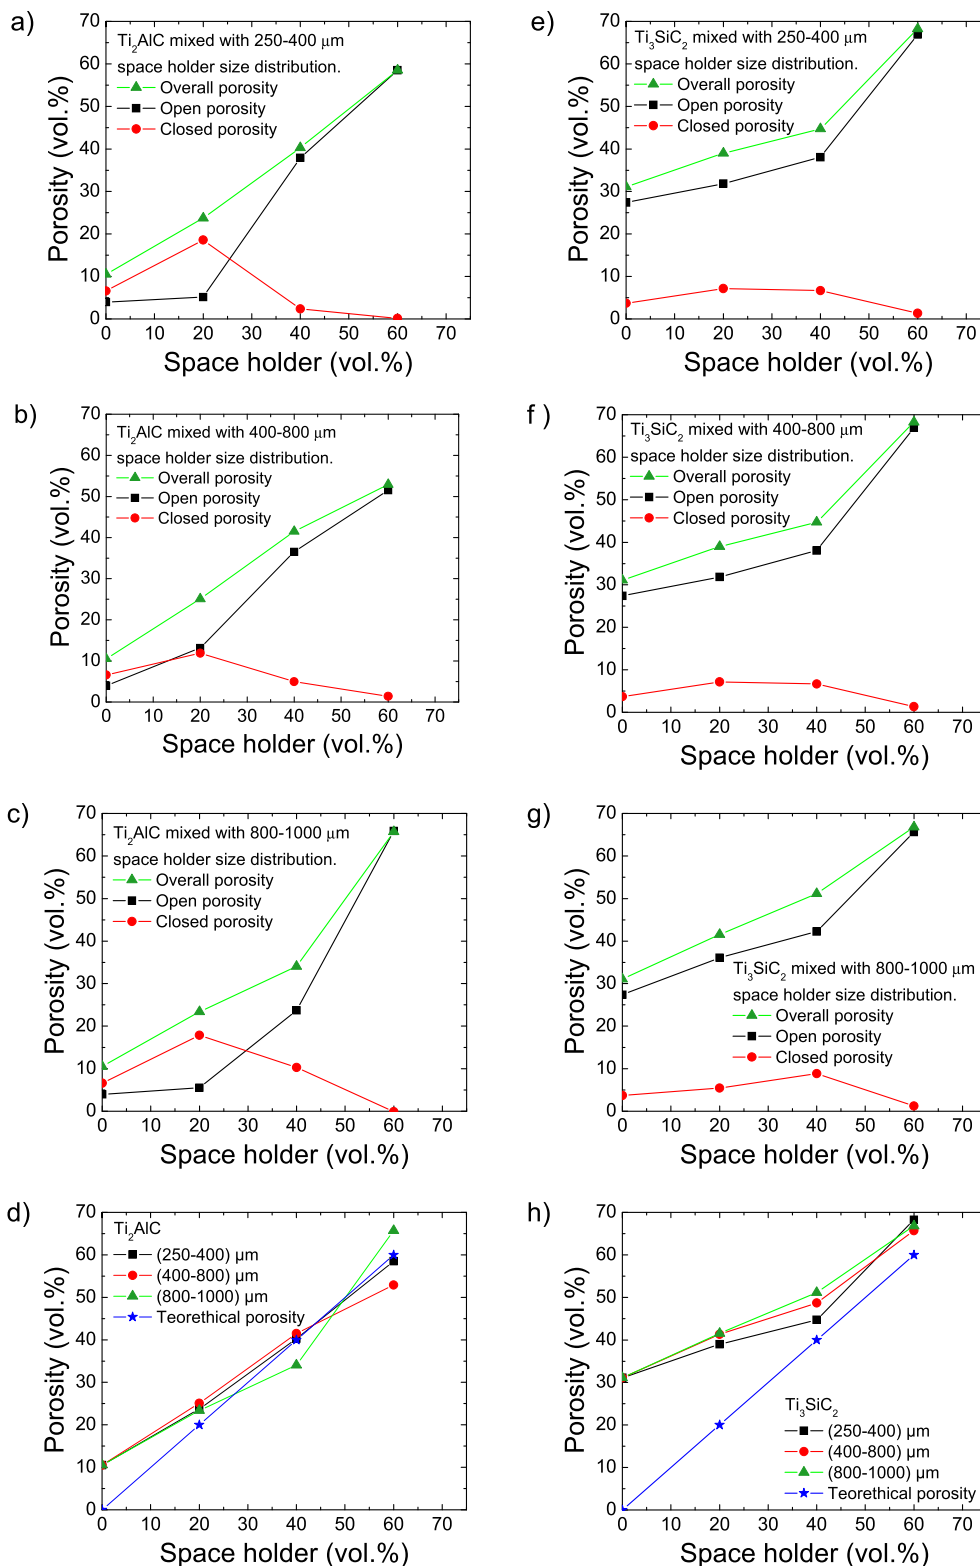 a)
Ti2AlC mixed with 250-400 μm
space holder size distribution.
Overall porosity
Open porosity
Closed porosity
Porosity (vol.%)
70
60
50
40
30
20
10
0
0 10 20 30 40 50 60 70
Space holder (vol.%)
e)
Ti3SiC2 mixed with 250-400 μm
space holder size distribution.
Overall porosity
Open porosity
Closed porosity
Porosity (vol.%)
70
60
50
40
30
20
10
0
0 10 20 30 40 50 60 70
Space holder (vol.%)
b)
Ti2AlC mixed with 400-800 μm
space holder size distribution.
Overall porosity
Open porosity
Closed porosity
Porosity (vol.%)
70
60
50
40
30
20
10
0
0 10 20 30 40 50 60 70
Space holder (vol.%)
f)
Ti3SiC2 mixed with 400-800 μm
space holder size distribution.
Overall porosity
Open porosity
Closed porosity
Porosity (vol.%)
70
60
50
40
30
20
10
0
0 10 20 30 40 50 60 70
Space holder (vol.%)
c)
Ti2AlC mixed with 800-1000 μm
space holder size distribution.
Overall porosity
Open porosity
Closed porosity
Porosity (vol.%)
70
60
50
40
30
20
10
0
0 10 20 30 40 50 60 70
Space holder (vol.%)
g)
Ti3SiC2 mixed with 800-1000 μm
space holder size distribution.
Overall porosity
Open porosity
Closed porosity
Porosity (vol.%)
70
60
50
40
30
20
10
0
0 10 20 30 40 50 60 70
Space holder (vol.%)
d)
Ti2AlC
(250-400) μm
(400-800) μm
(800-1000) μm
Teorethical porosity
Porosity (vol.%)
70
60
50
40
30
20
10
0
0 10 20 30 40 50 60 70
Space holder (vol.%)
h)
Ti3SiC2
(250-400) μm
(400-800) μm
(800-1000) μm
Teorethical porosity
Porosity (vol.%)
70
60
50
40
30
20
10
0
0 10 20 30 40 50 60 70
Space holder (vol.%)